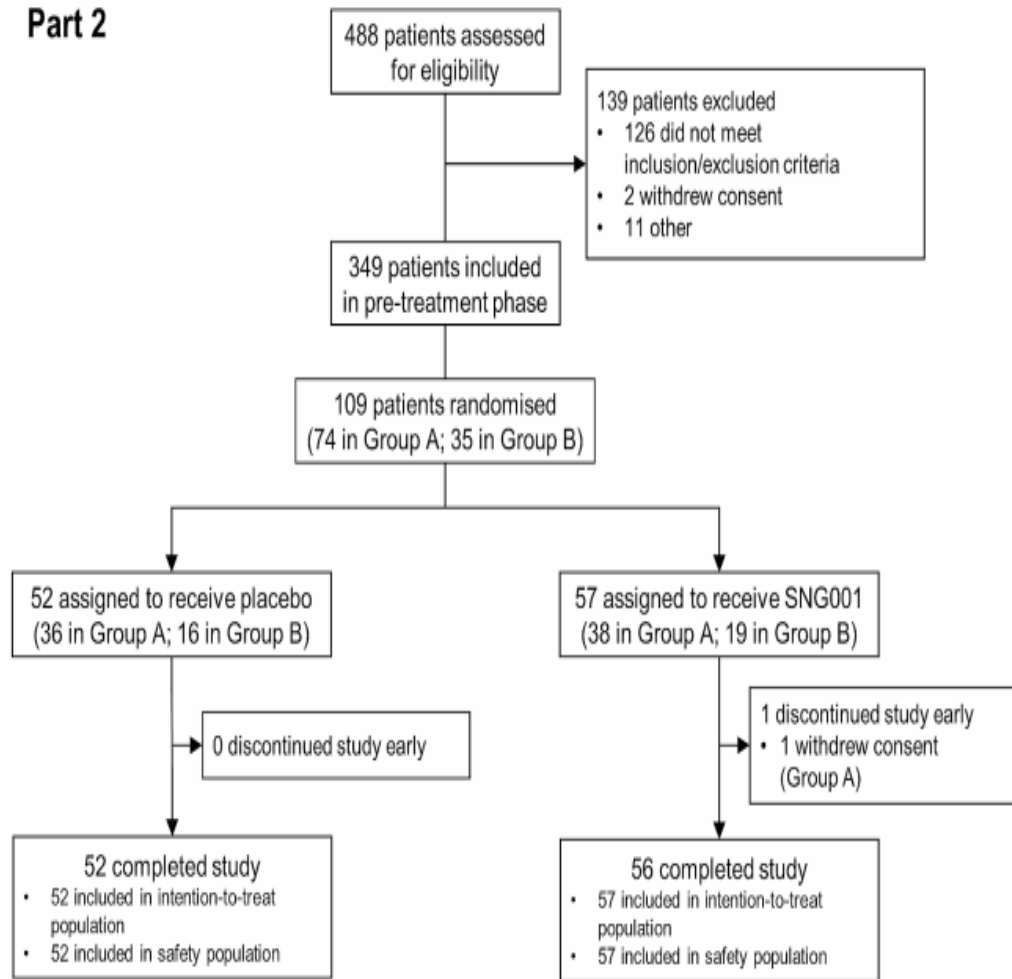 Part 2
488 patients assessed
for eligibility
139 patients excluded
• 126 did not meet
inclusion/exclusion criteria
• 2 withdrew consent
• 11 other
349 patients included
in pre-treatment phase
109 patients randomised
(74 in Group A; 35 in Group B)
52 assigned to receive placebo
(36 in Group A; 16 in Group B)
57 assigned to receive SNG001
(38 in Group A; 19 in Group B)
0 discontinued study early
1 discontinued study early
• 1 withdrew consent
(Group A)
52 completed study
• 52 included in intention-to-treat
population
• 52 included in safety population
56 completed study
• 57 included in intention-to-treat
population
• 57 included in safety population